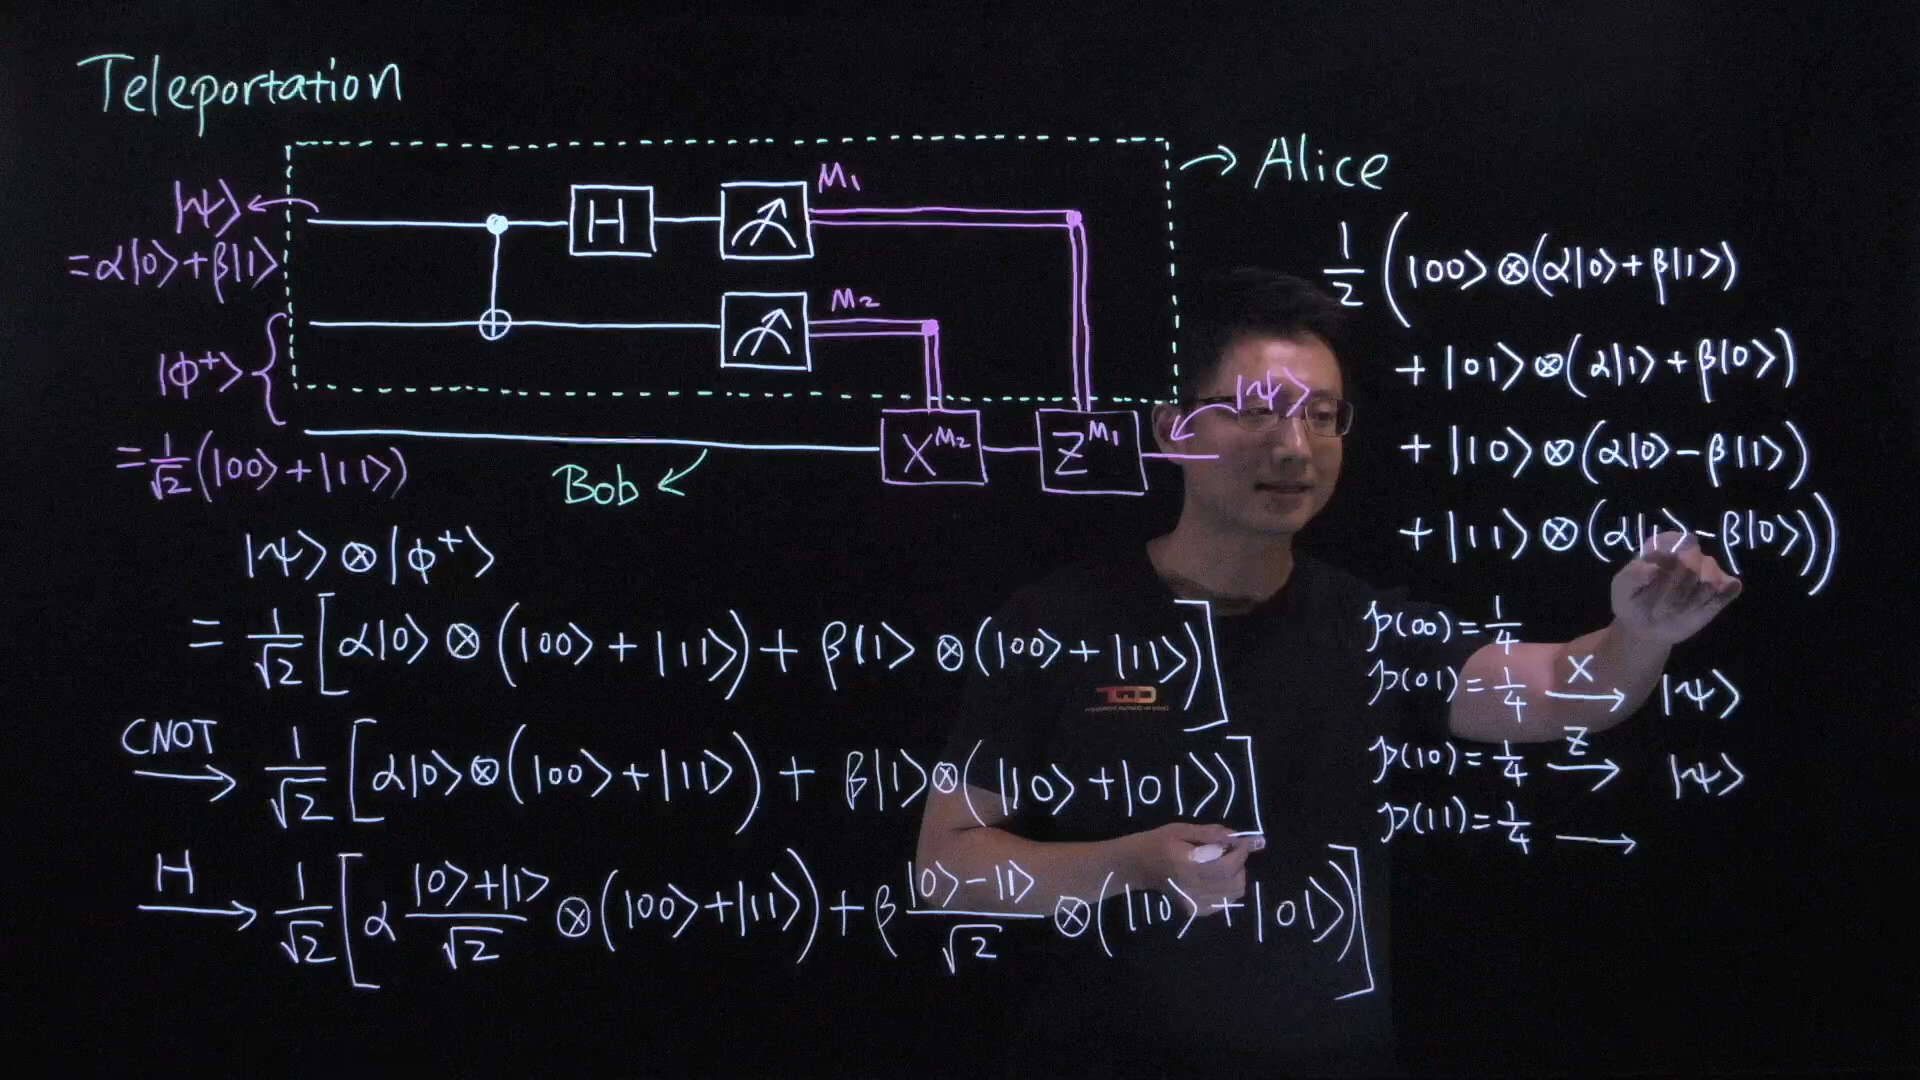 Teleportation
→ Alice
M₁
|ψ⟩
H
= α|0⟩ + β|1⟩
M₂
|φ⁺⟩
|ψ⟩
X^M₂
Z^M₁
= 1/√2 (|00⟩ + |11⟩)
Bob
|ψ⟩ ⊗ |φ⁺⟩
= 1/√2 [α|0⟩ ⊗ (|00⟩ + |11⟩) + β|1⟩ ⊗ (|00⟩ + |11⟩)]
CNOT
→ 1/√2 [α|0⟩ ⊗ (|00⟩ + |11⟩) + β|1⟩ ⊗ (|10⟩ + |01⟩)]
H
→ 1/√2 [α (|0⟩+|1⟩)/√2 ⊗ (|00⟩ + |11⟩) + β (|0⟩−|1⟩)/√2 ⊗ (|10⟩ + |01⟩)]
1/2 (|00⟩ ⊗ (α|0⟩ + β|1⟩)
+ |01⟩ ⊗ (α|1⟩ + β|0⟩)
+ |10⟩ ⊗ (α|0⟩ − β|1⟩)
+ |11⟩ ⊗ (α|1⟩ − β|0⟩))
p(00) = 1/4
p(01) = 1/4 X→ |ψ⟩
p(10) = 1/4 Z→ |ψ⟩
p(11) = 1/4 →